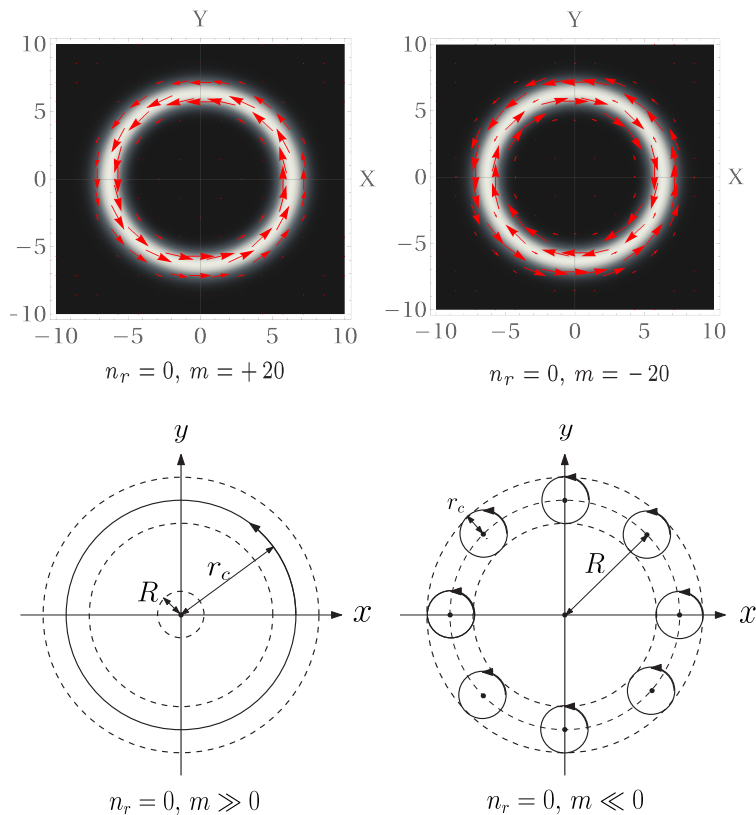 Y
Y
10
5
0
−5
-10
X
−10
−5
0
5
10
10
5
0
−5
−10
X
−10
−5
0
5
10
n_r = 0, m = +20
n_r = 0, m = −20
y
y
r_c
R
x
r_c
R
x
n_r = 0, m ≫ 0
n_r = 0, m ≪ 0